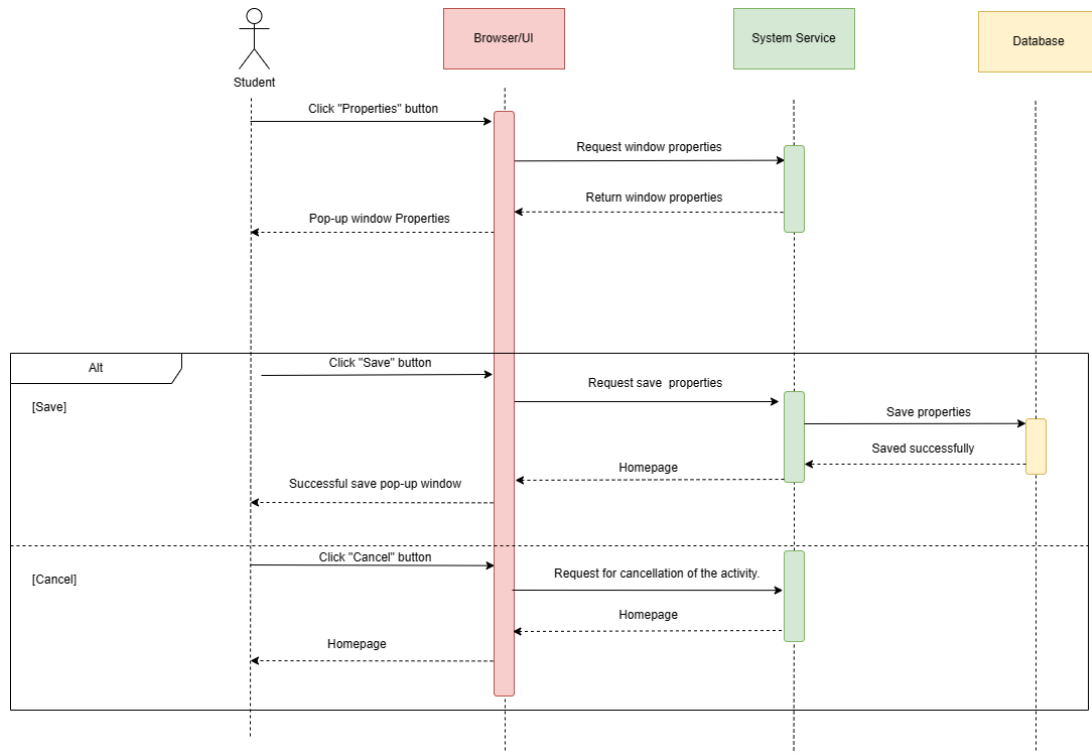 Student
Browser/UI
System Service
Database
Click "Properties" button
Request window properties
Return window properties
Pop-up window Properties
Alt
Click "Save" button
Request save properties
[Save]
Save properties
Saved successfully
Homepage
Successful save pop-up window
Click "Cancel" button
[Cancel]
Request for cancellation of the activity.
Homepage
Homepage